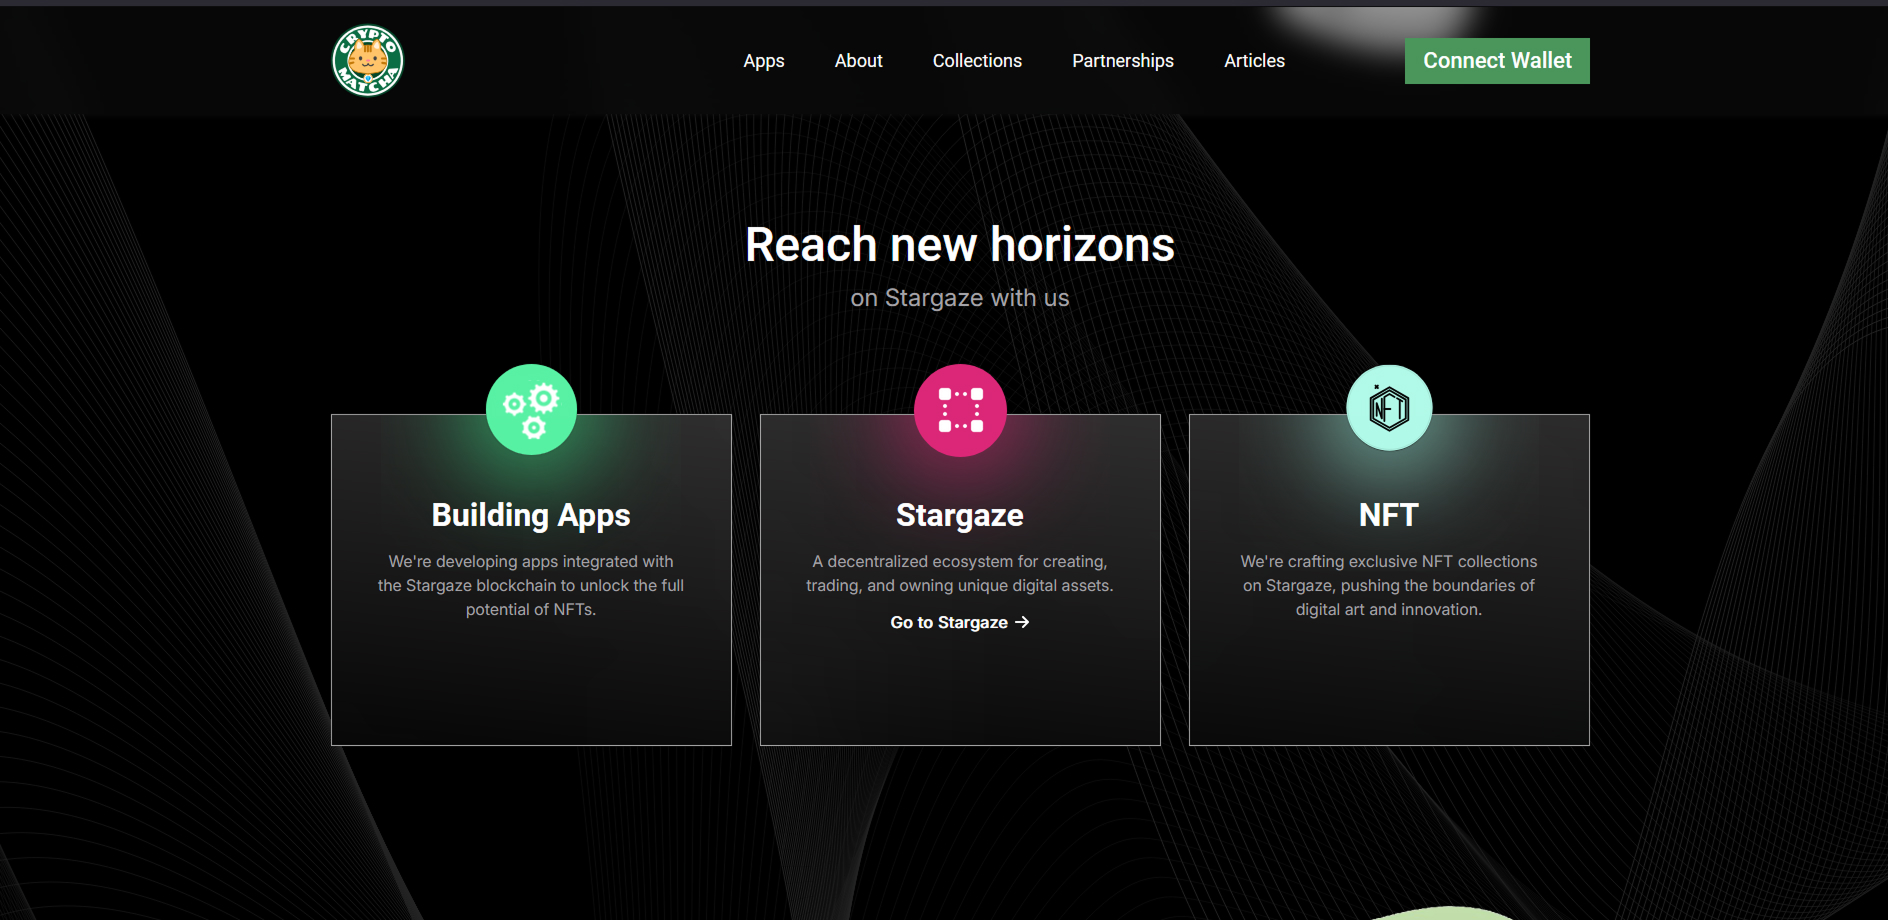 CRYPTO
MATCHA
Apps
About
Collections
Partnerships
Articles
Connect Wallet
Reach new horizons
on Stargaze with us
Building Apps
We're developing apps integrated with
the Stargaze blockchain to unlock the full
potential of NFTs.
Stargaze
A decentralized ecosystem for creating,
trading, and owning unique digital assets.
Go to Stargaze →
NFT
NFT
We're crafting exclusive NFT collections
on Stargaze, pushing the boundaries of
digital art and innovation.